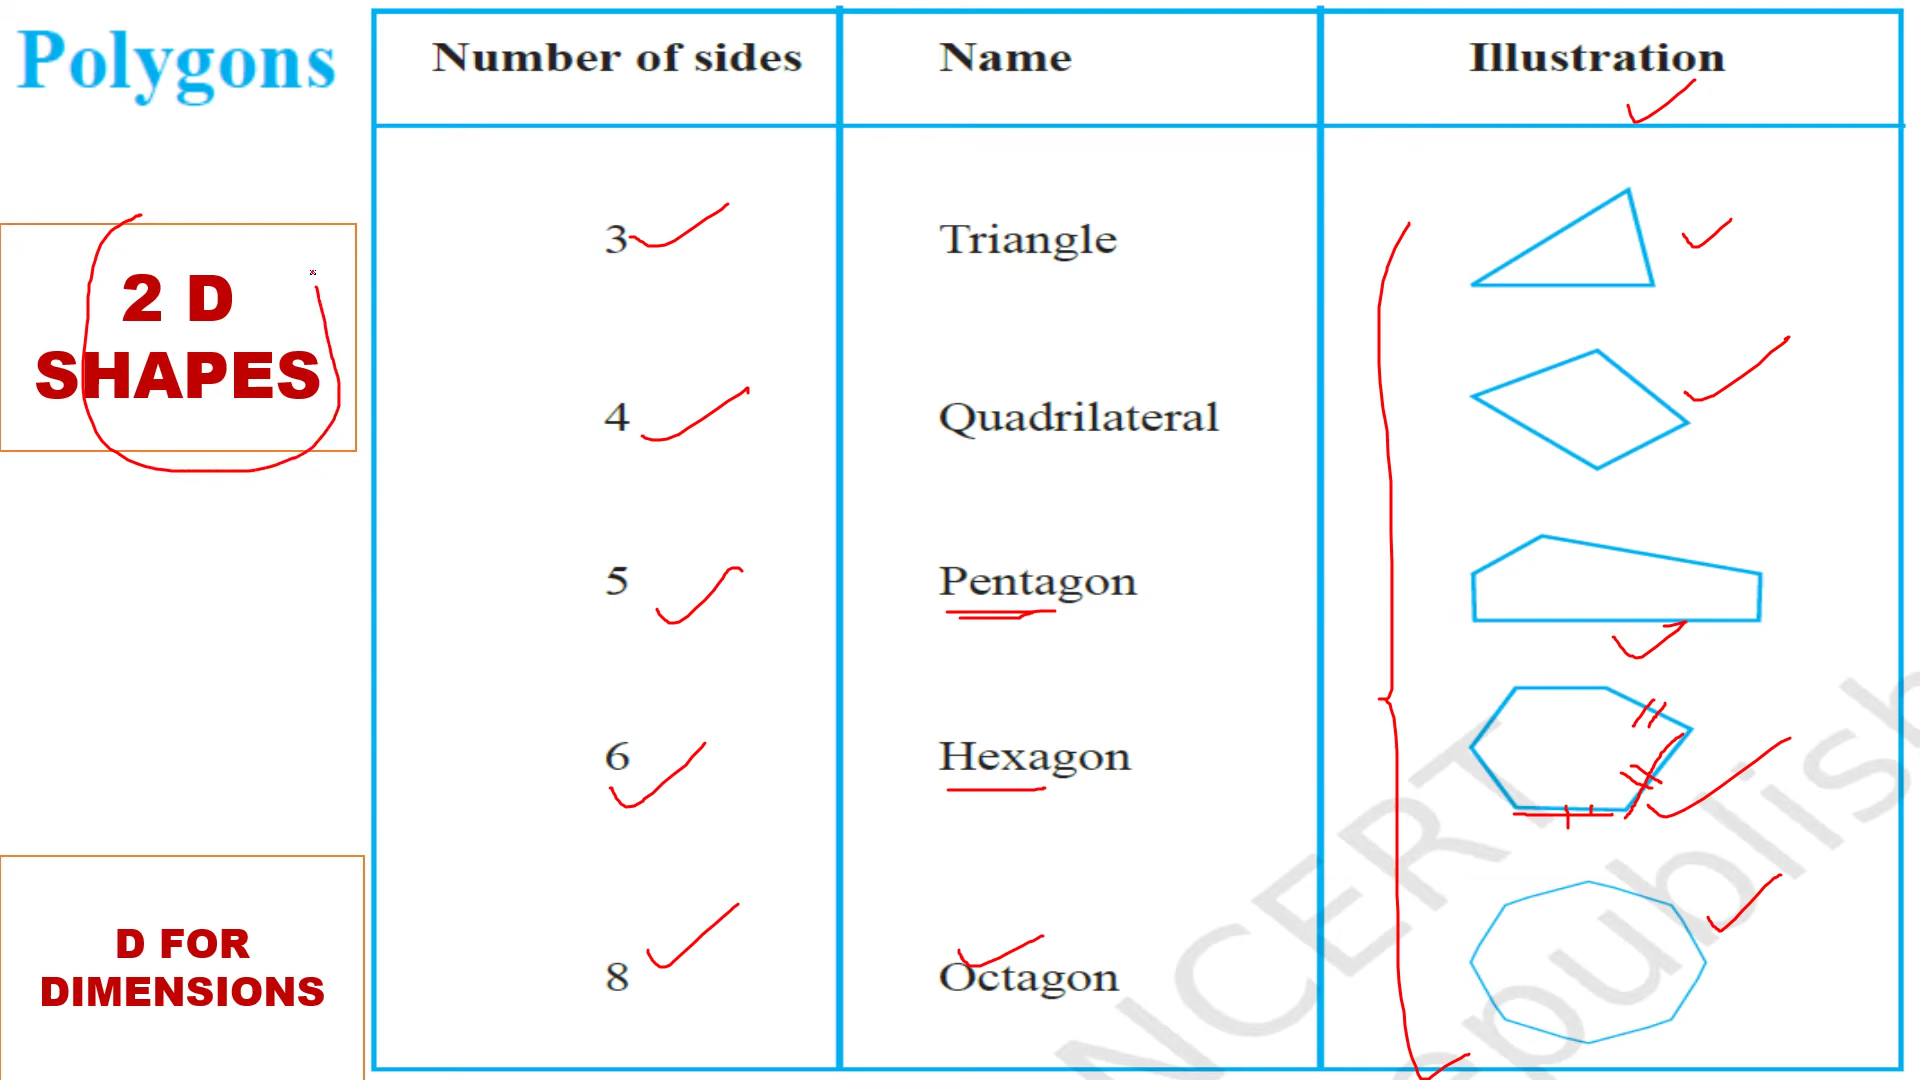 Polygons
Number of sides Name Illustration
3 Triangle
2 D
SHAPES
4 Quadrilateral
5 Pentagon
6 Hexagon
8 Octagon
D FOR
DIMENSIONS
NCERT
epublish